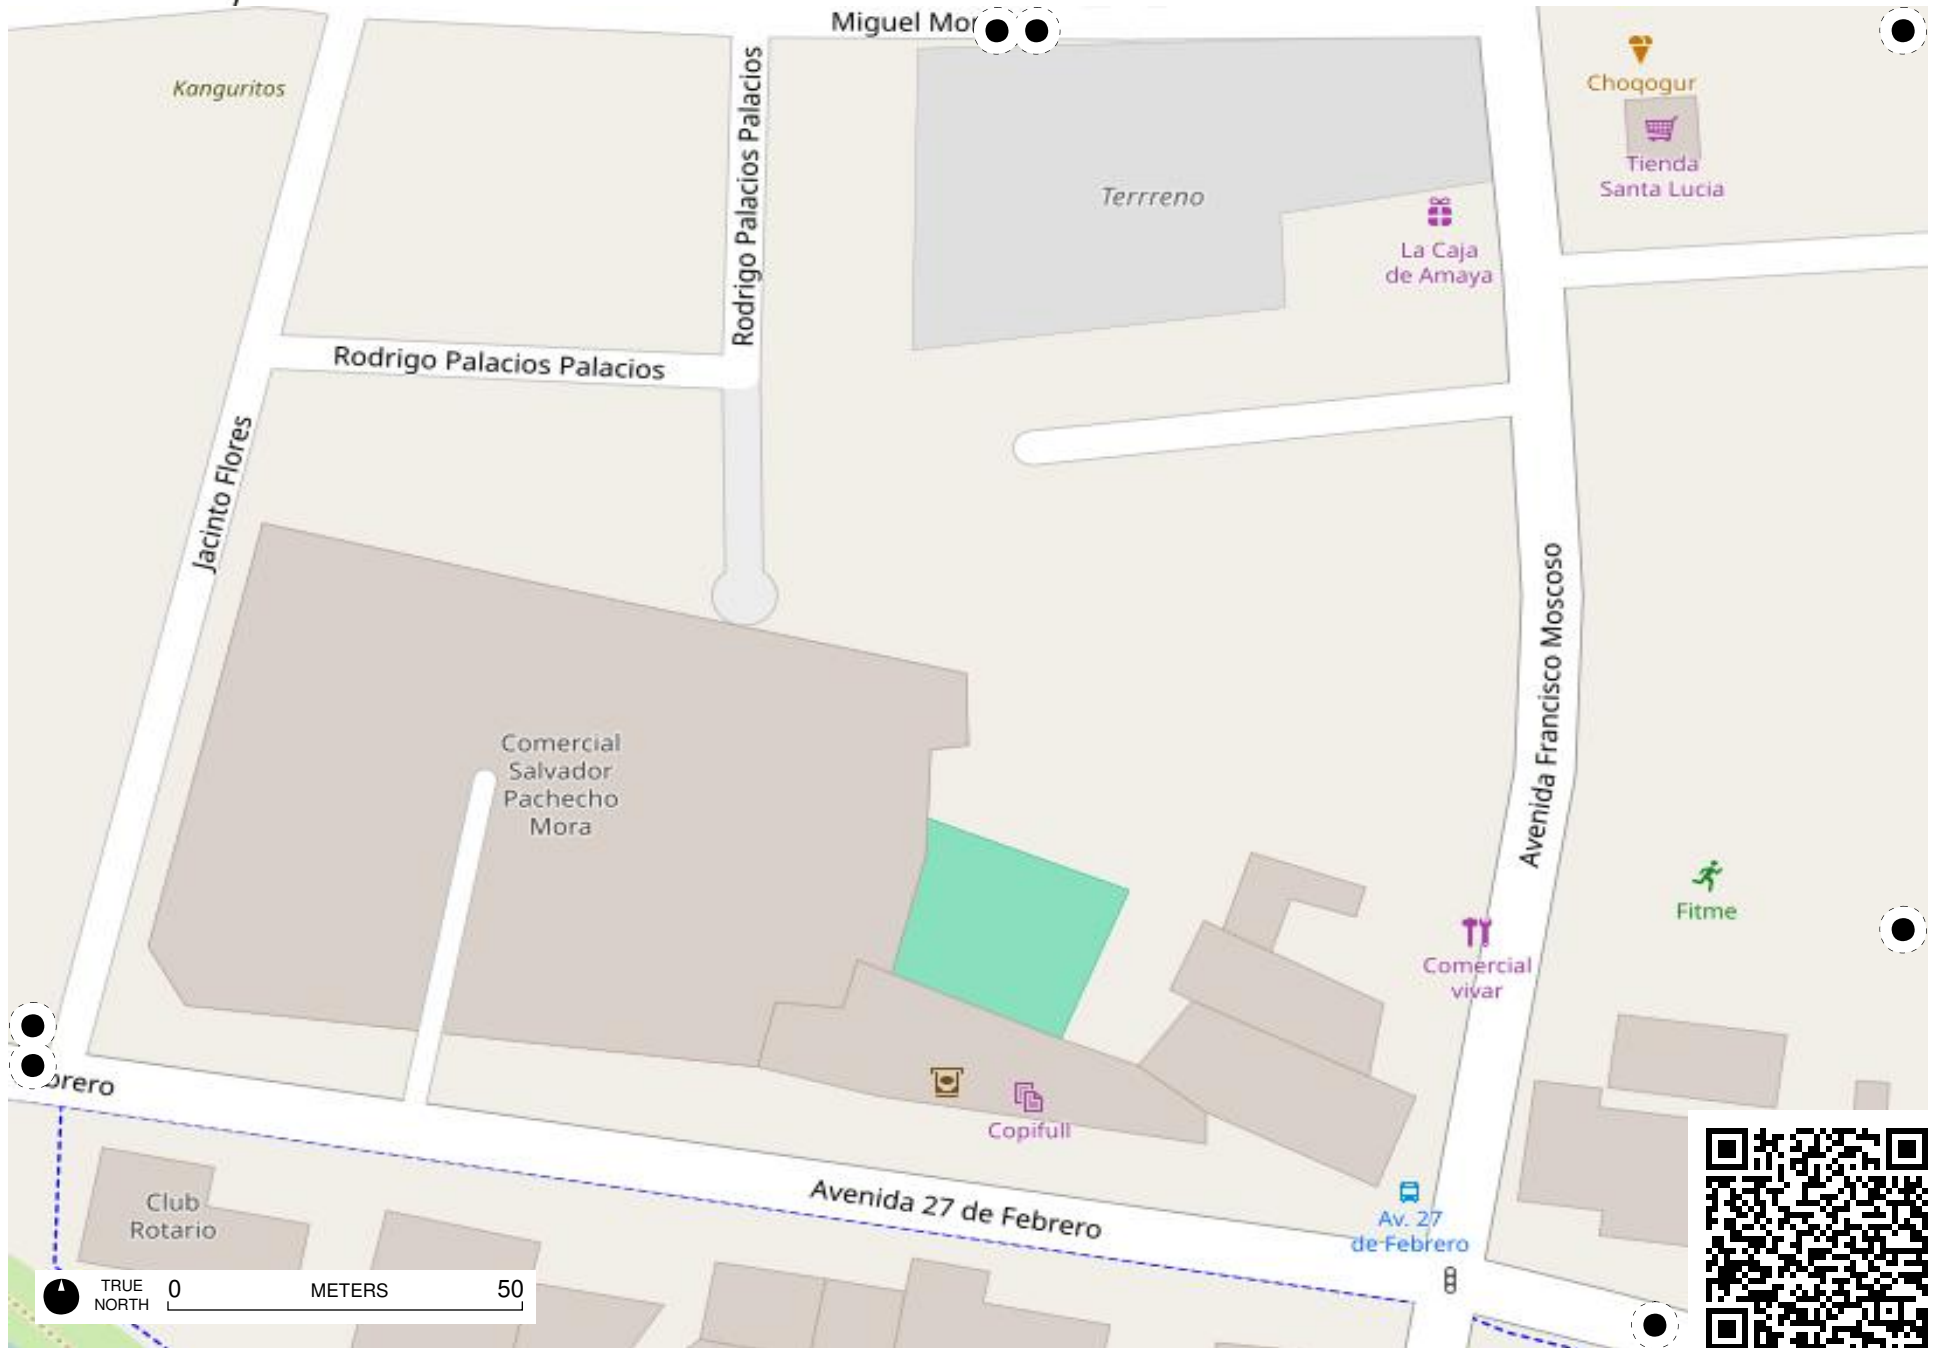 Miguel Mor
Kanguritos
Rodrigo Palacios Palacios
Choqogur
Tienda
Santa Lucia
Terrreno
La Caja
de Amaya
Rodrigo Palacios Palacios
Jacinto Flores
Avenida Francisco Moscoso
Comercial
Salvador
Pachecho
Mora
Fitme
Comercial
vivar
brero
Copifull
Avenida 27 de Febrero
Club
Rotario
Av. 27
de Febrero
TRUE
NORTH
0 METERS 50